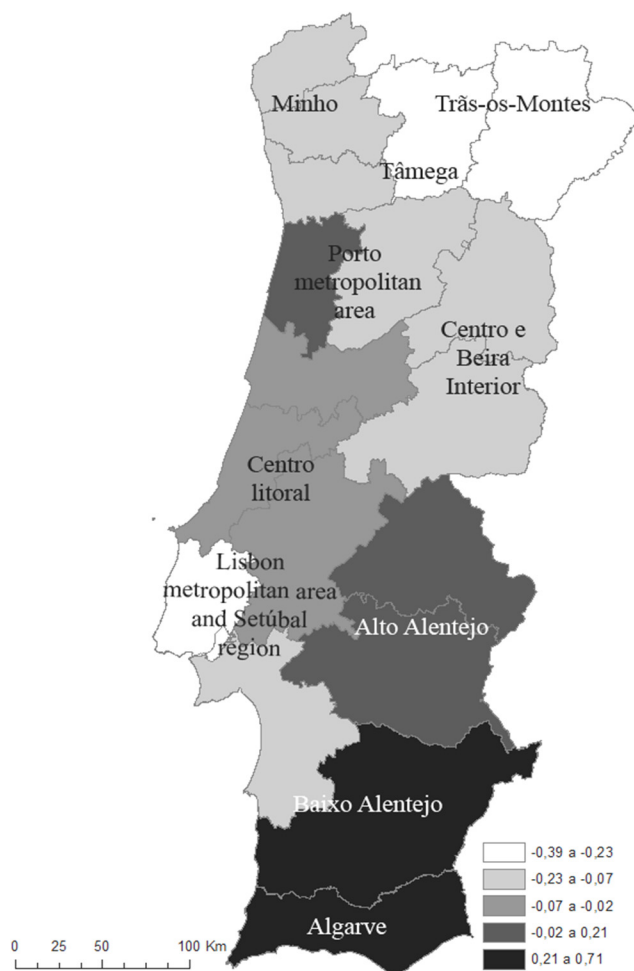 Minho
Trãs-os-Montes
Tâmega
Porto
metropolitan
area
Centro e
Beira
Interior
Centro
litoral
Lisbon
metropolitan area
and Setúbal
region
Alto Alentejo
Baixo Alentejo
Algarve
-0,39 a -0,23
-0,23 a -0,07
-0,07 a -0,02
-0,02 a 0,21
0,21 a 0,71
0 25 50 100 Km